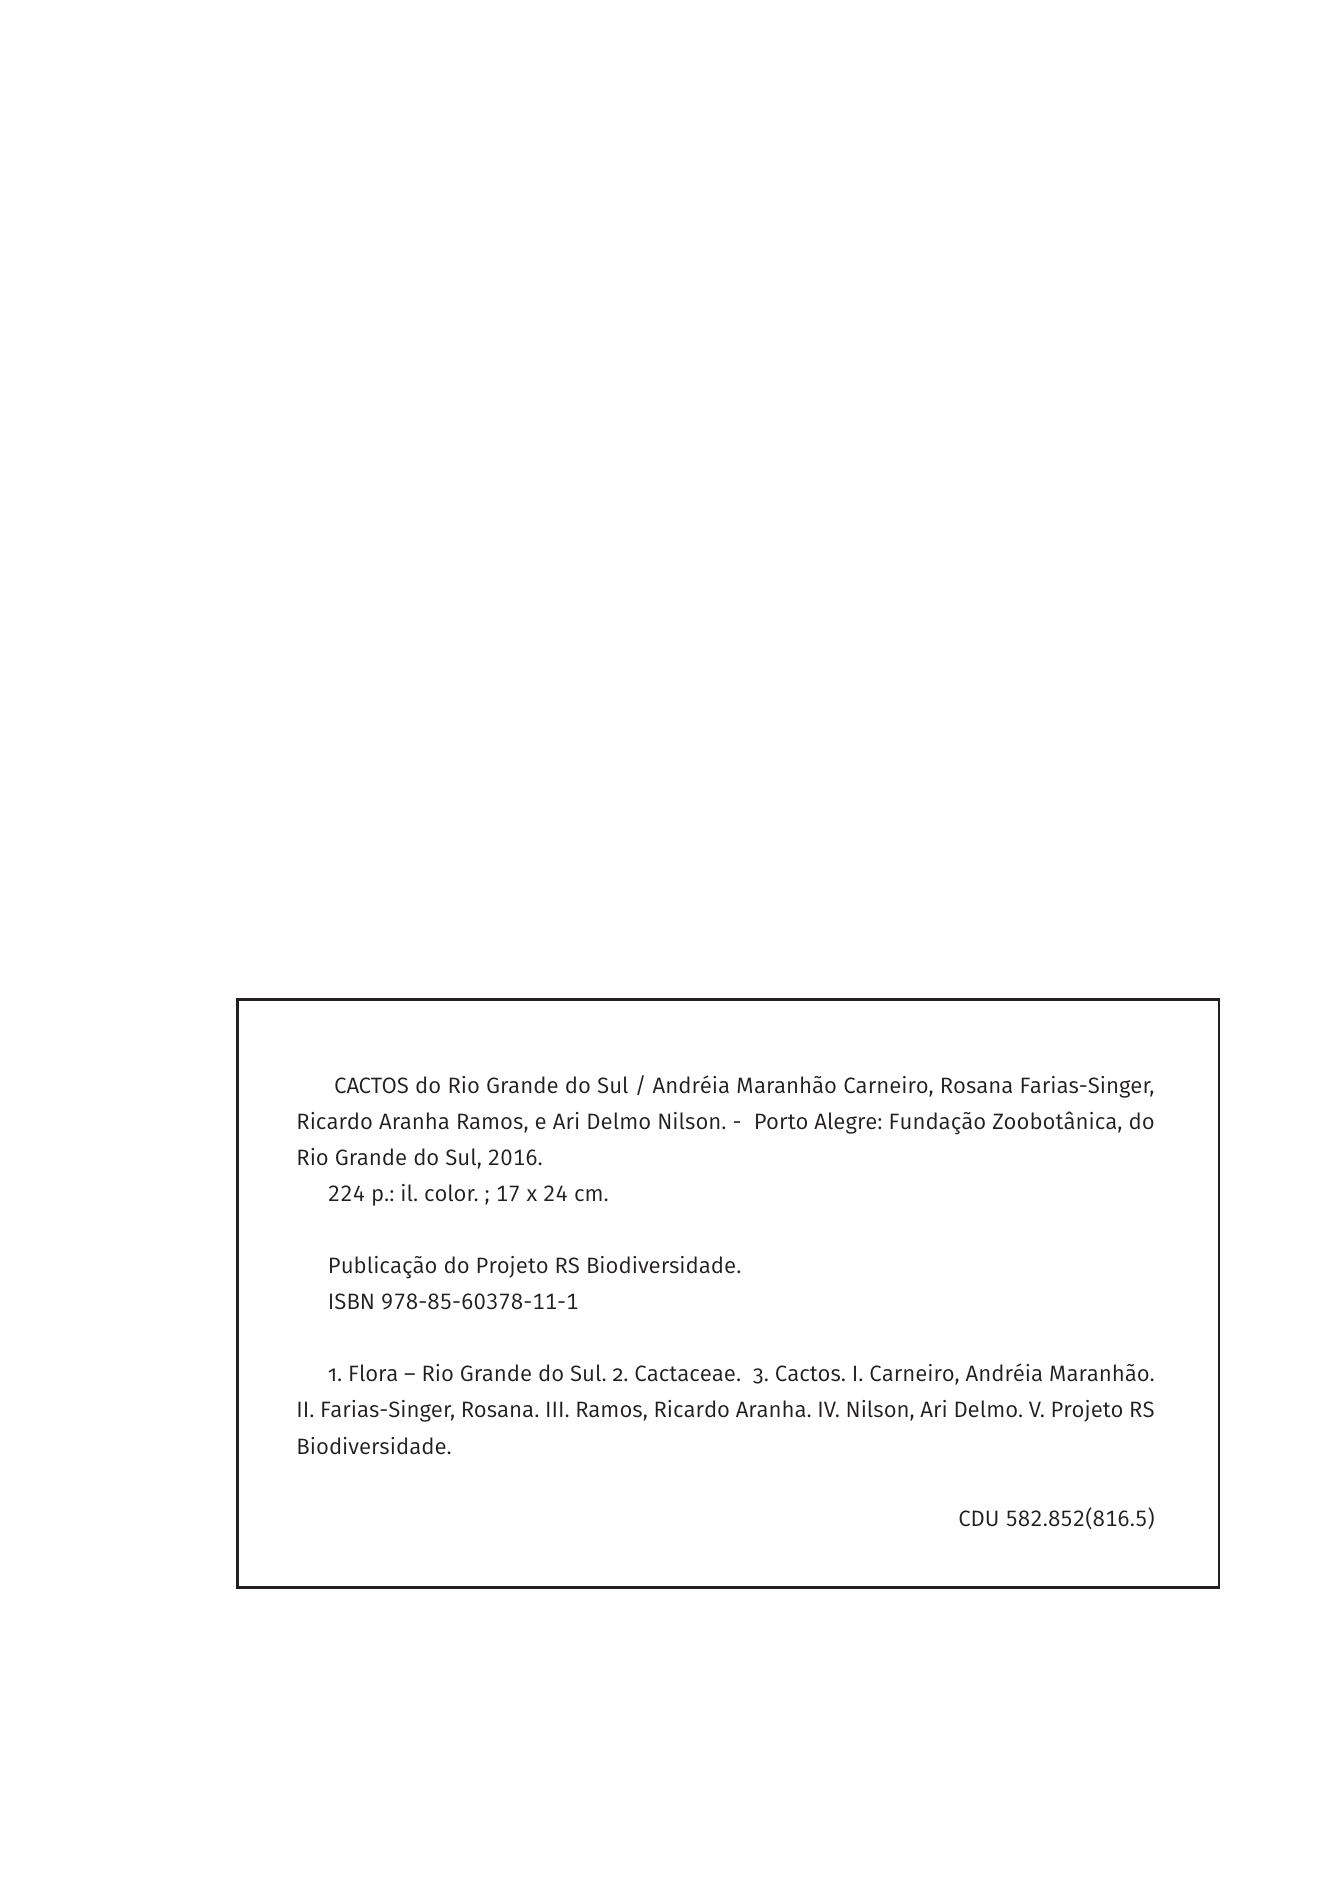 CACTOS do Rio Grande do Sul / Andréia Maranhão Carneiro, Rosana Farias-Singer,
Ricardo Aranha Ramos, e Ari Delmo Nilson. - Porto Alegre: Fundação Zoobotânica, do
Rio Grande do Sul, 2016.
224 p.: il. color. ; 17 x 24 cm.
Publicação do Projeto RS Biodiversidade.
ISBN 978-85-60378-11-1
1. Flora – Rio Grande do Sul. 2. Cactaceae. 3. Cactos. I. Carneiro, Andréia Maranhão.
II. Farias-Singer, Rosana. III. Ramos, Ricardo Aranha. IV. Nilson, Ari Delmo. V. Projeto RS
Biodiversidade.
CDU 582.852(816.5)